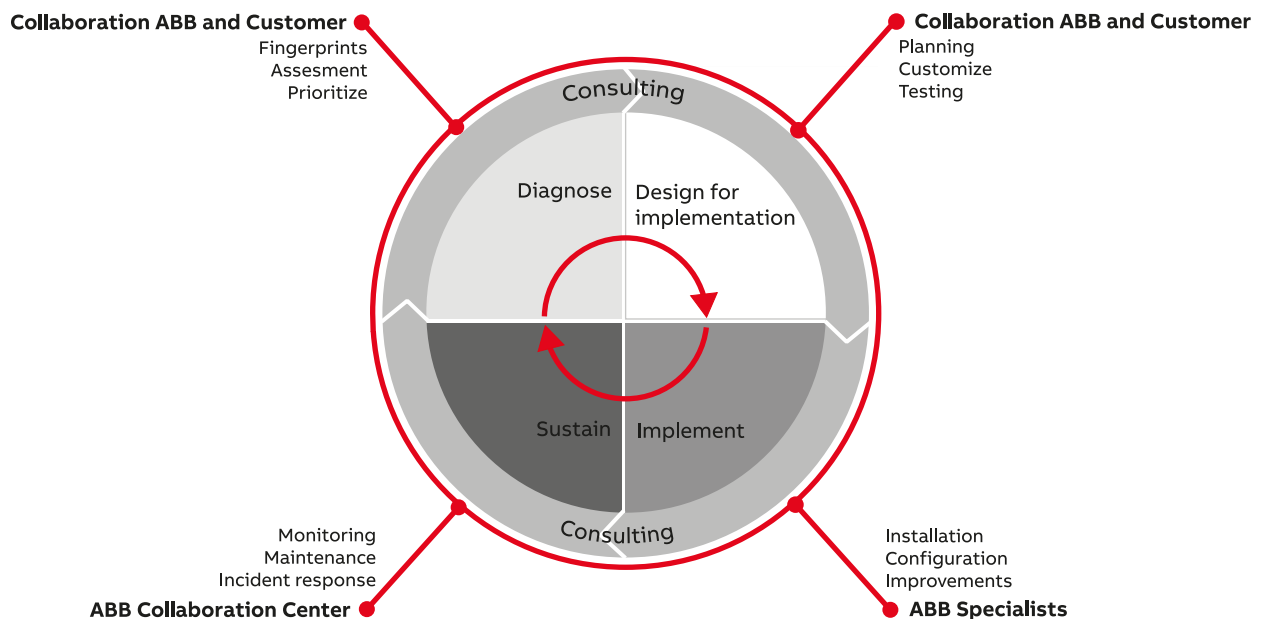 Collaboration ABB and Customer
Fingerprints
Assesment
Prioritize
Collaboration ABB and Customer
Planning
Customize
Testing
Consulting
Diagnose
Design for
implementation
Sustain
Implement
Consulting
Monitoring
Maintenance
Incident response
ABB Collaboration Center
Installation
Configuration
Improvements
ABB Specialists